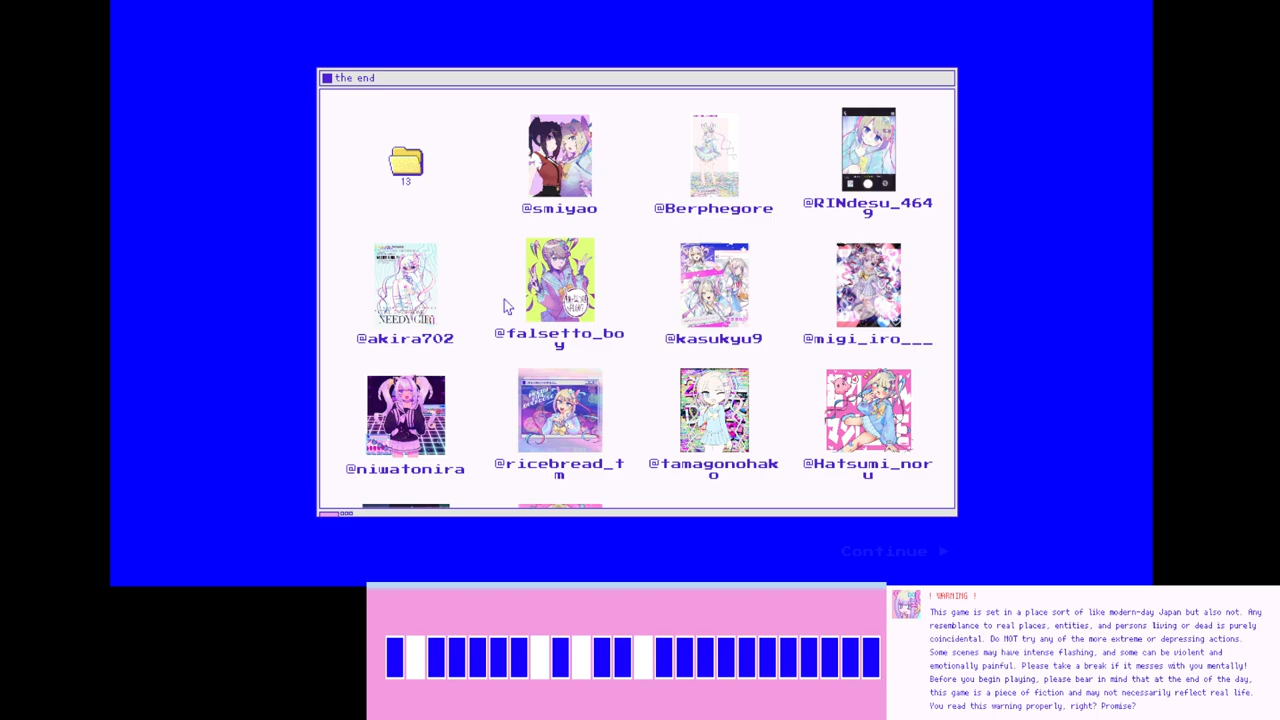 the end
13
@smiyao
@Berphegore
@RINdesu_464
9
@akira702
@falsetto_bo
y
@kasukyu9
@migi_iro___
NEEDY GIRL
@niwatonira
@ricebread_t
m
@tamagonohak
o
@Hatsumi_nor
u
Continue ►
! WARNING !
This game is set in a place sort of like modern-day Japan but also not. Any
resemblance to real places, entities, and persons living or dead is purely
coincidental. Do NOT try any of the more extreme or depressing actions.
Some scenes may have intense flashing, and some can be violent and
emotionally painful. Please take a break if it messes with you mentally!
Before you begin playing, please bear in mind that at the end of the day,
this game is a piece of fiction and may not necessarily reflect real life.
You read this warning properly, right? Promise?